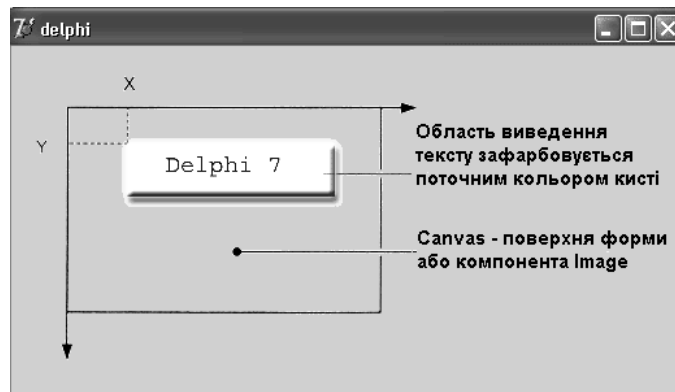 delphi
X
Y
Delphi 7
Область виведення
тексту зафарбовується
поточним кольором кисті
Canvas - поверхня форми
або компонента Image